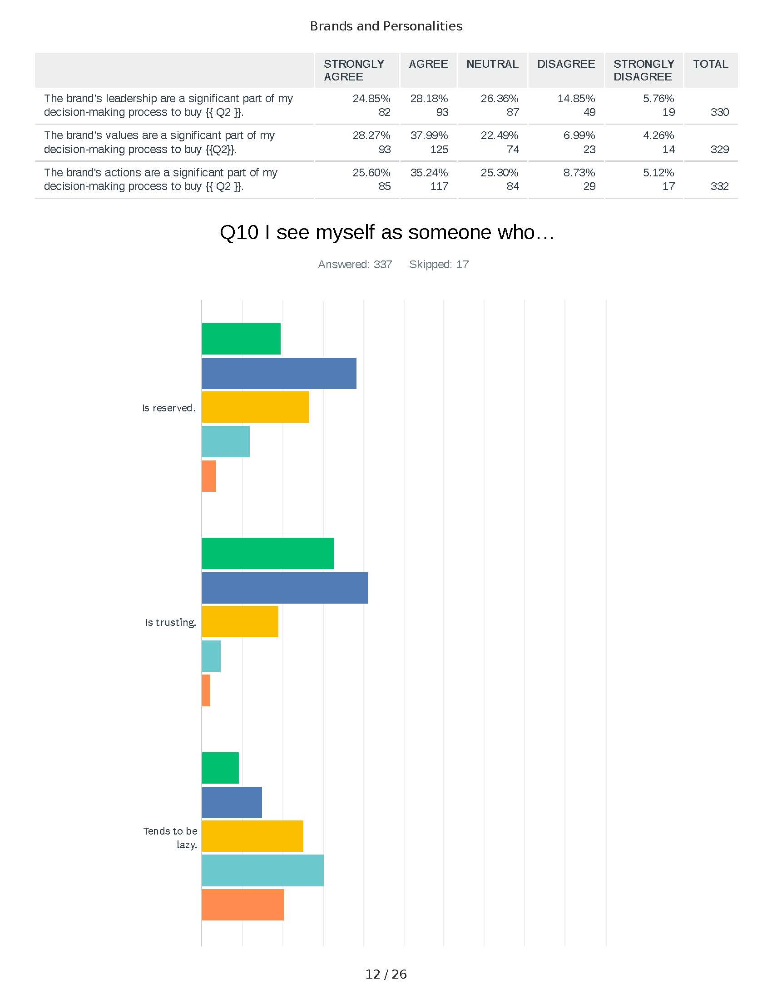 Brands and Personalities
STRONGLY AGREE NEUTRAL DISAGREE STRONGLY TOTAL
AGREE DISAGREE
The brand’s leadership are a significant part of my 24.85% 28.18% 26.36% 14.85% 5.76%
decision-making process to buy {{ Q2 }}. 82 93 87 49 19 330
The brand’s values are a significant part of my 28.27% 37.99% 22.49% 6.99% 4.26%
decision-making process to buy {{Q2}}. 93 125 74 23 14 329
The brand's actions are a significant part of my 25.60% 35.24% 25.30% 8.73% 5.12%
decision-making process to buy {{ Q2 }}. 85 117 84 29 17 332
Q10 I see myself as someone who…
Answered: 337 Skipped: 17
Is reserved.
Is trusting.
Tends to be
lazy.
12 / 26